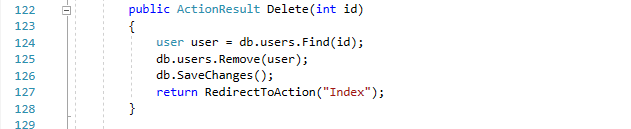 122 public ActionResult Delete(int id)
123 {
124 user user = db.users.Find(id);
125 db.users.Remove(user);
126 db.SaveChanges();
127 return RedirectToAction("Index");
128 }
129